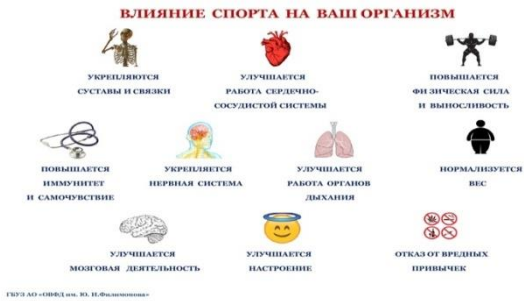 ВЛИЯНИЕ СПОРТА НА ВАШ ОРГАНИЗМ
УКРЕПЛЯЮТСЯ
СУСТАВЫ И СВЯЗКИ
УЛУЧШАЕТСЯ
РАБОТА СЕРДЕЧНО-
СОСУДИСТОЙ СИСТЕМЫ
ПОВЫШАЕТСЯ
ФИЗИЧЕСКАЯ СИЛА
И ВЫНОСЛИВОСТЬ
ПОВЫШАЕТСЯ
ИММУНИТЕТ
И САМОЧУВСТВИЕ
УКРЕПЛЯЕТСЯ
НЕРВНАЯ СИСТЕМА
УЛУЧШАЕТСЯ
РАБОТА ОРГАНОВ
ДЫХАНИЯ
НОРМАЛИЗУЕТСЯ
ВЕС
УЛУЧШАЕТСЯ
МОЗГОВАЯ ДЕЯТЕЛЬНОСТЬ
УЛУЧШАЕТСЯ
НАСТРОЕНИЕ
ОТКАЗ ОТ ВРЕДНЫХ
ПРИВЫЧЕК
ГБУЗ АО «ОВФД им. Ю. И. Филимонова»